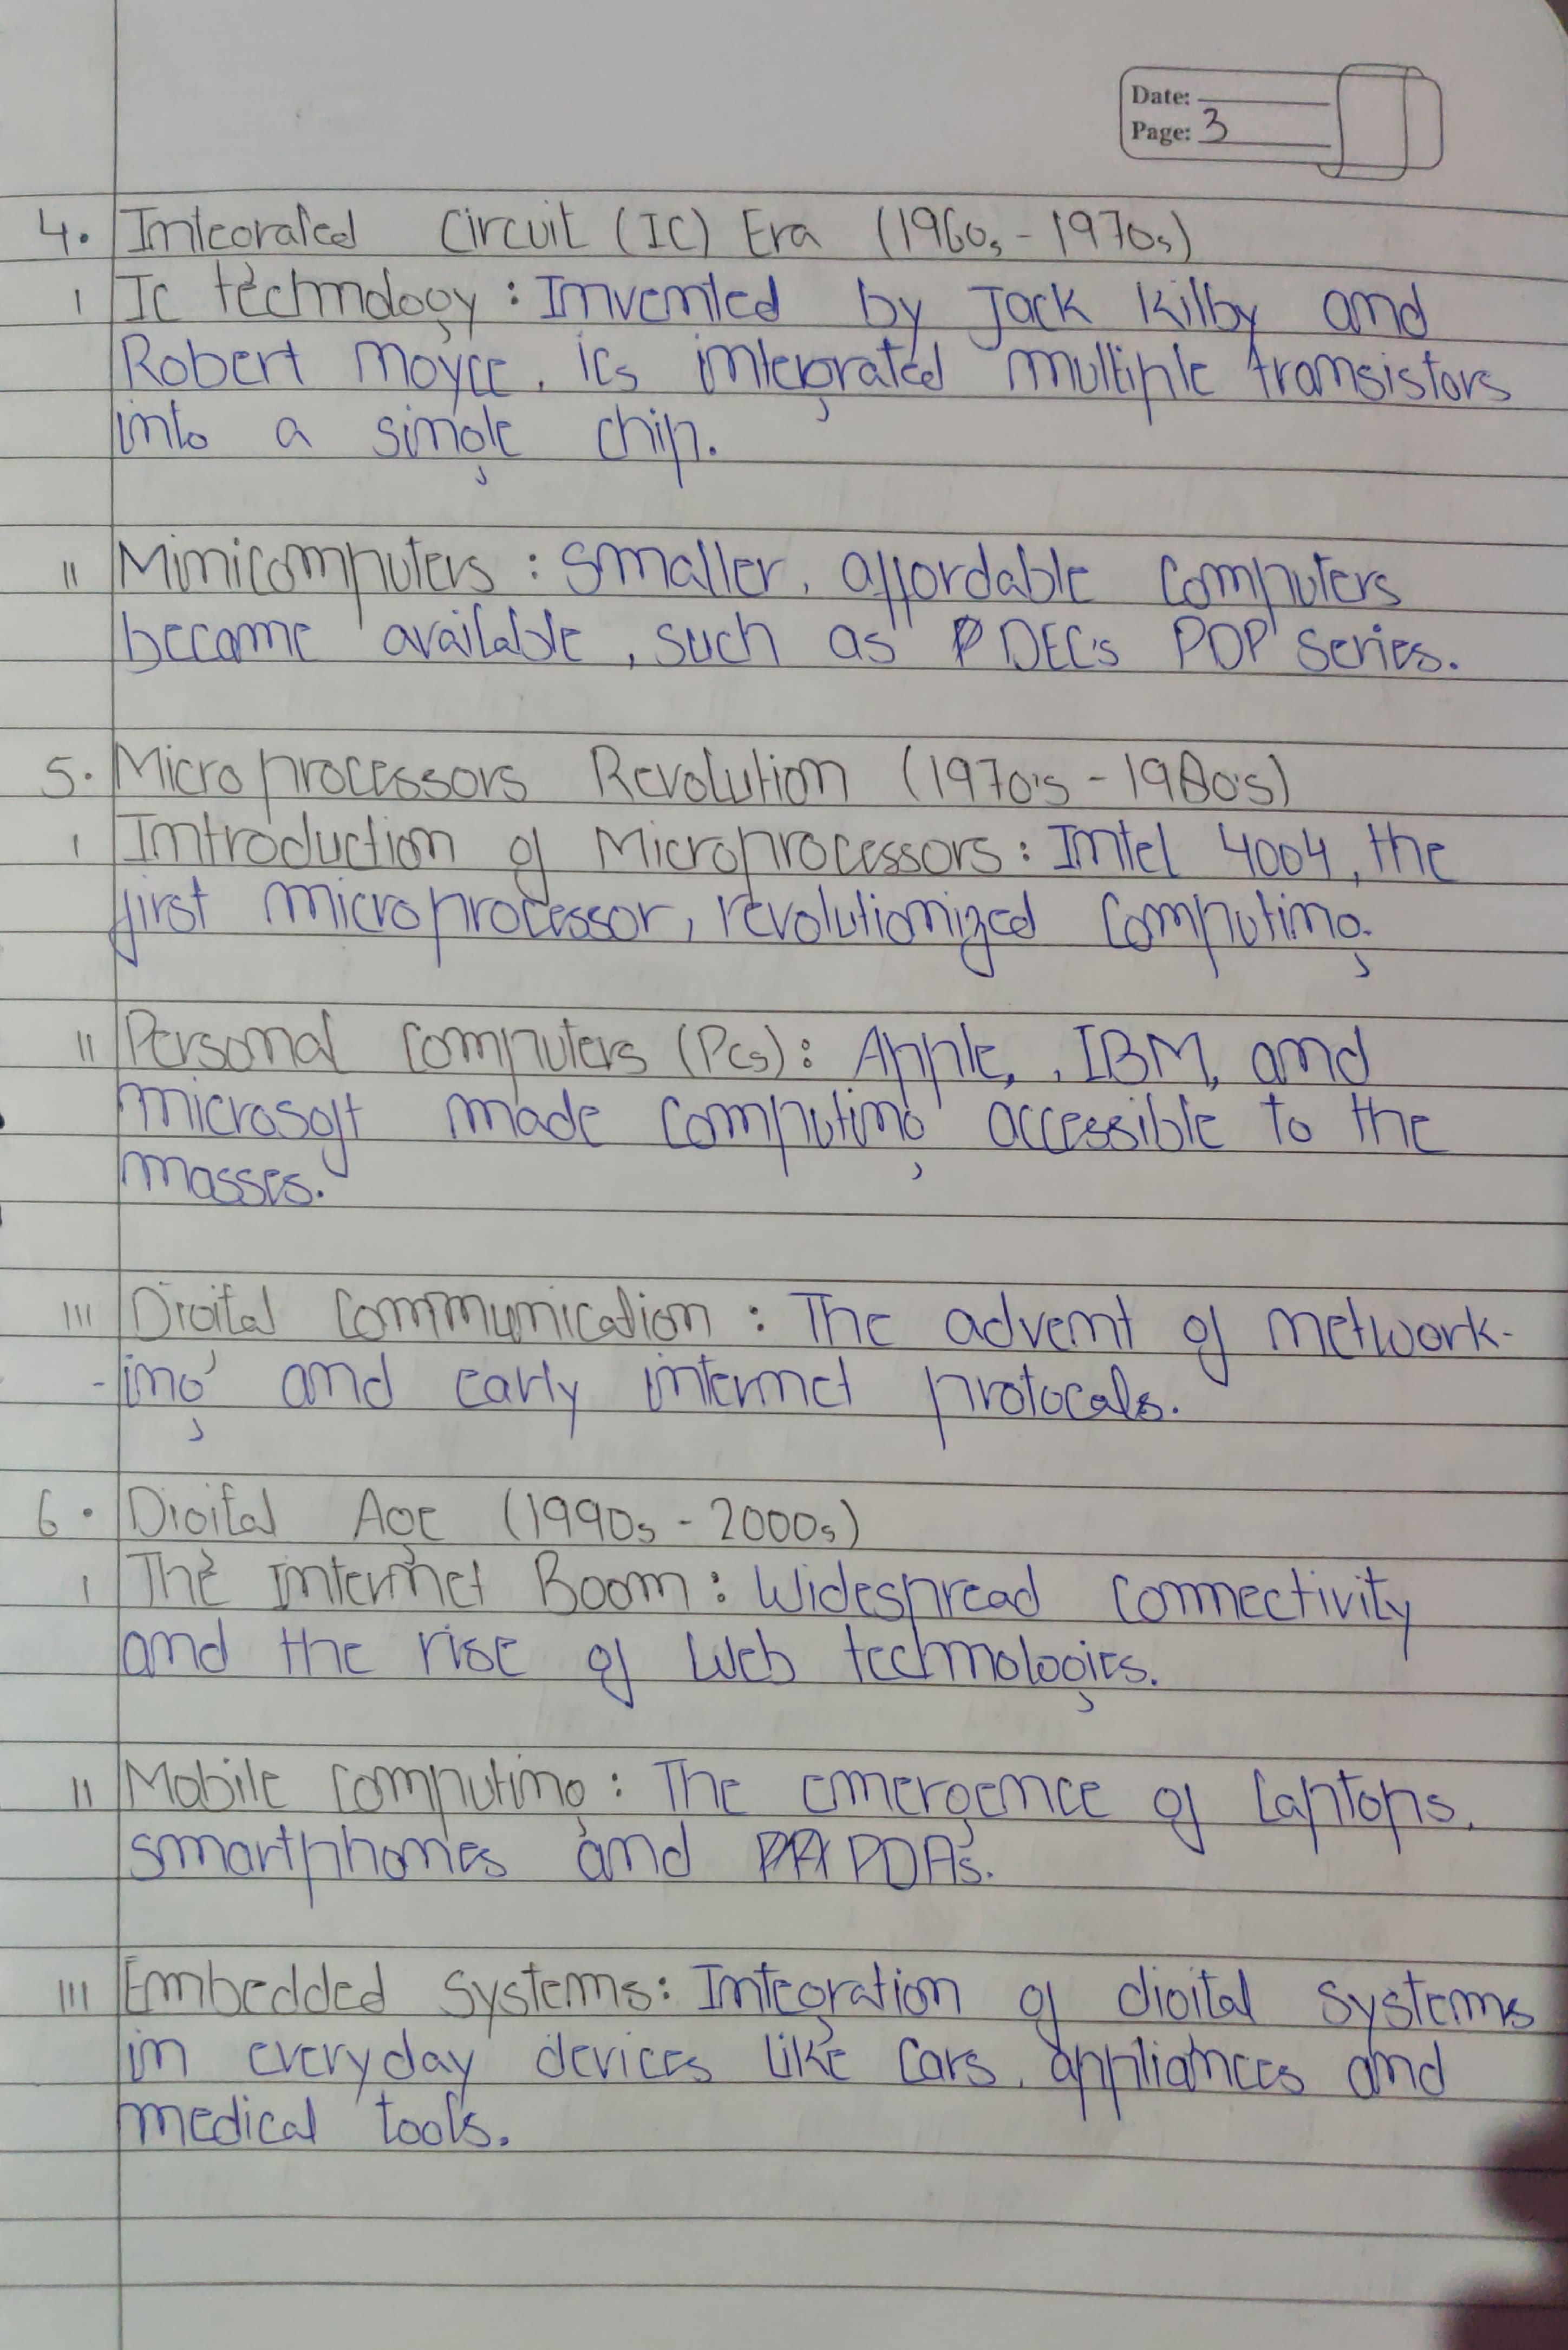 Date:
Page: 3
4. Integrated Circuit (IC) Era (1960s - 1970s)
I Ic technology : Invented by Jack Kilby and
Robert Noyce, ICs integrated multiple transistors
into a single chip.
II Minicomputers : smaller, affordable computers
became available, such as DEC's PDP series.
5. Microprocessors Revolution (1970's - 1980's)
I Introduction of Microprocessors : Intel 4004, the
first microprocessor, revolutionized computing.
II Personal computers (PCs) : Apple, , IBM, and
microsoft made computing accessible to the
masses.
III Digital communication : The advent of network-
-ing and early internet protocals.
6. Digital Age (1990s - 2000s)
I The internet Boom : Widespread connectivity
and the rise of web technologies.
II Mobile computing : The emergence of laptops,
smartphones and PDAs.
III Embedded systems : Integration of digital systems
in everyday devices like cars, appliances and
medical tools.